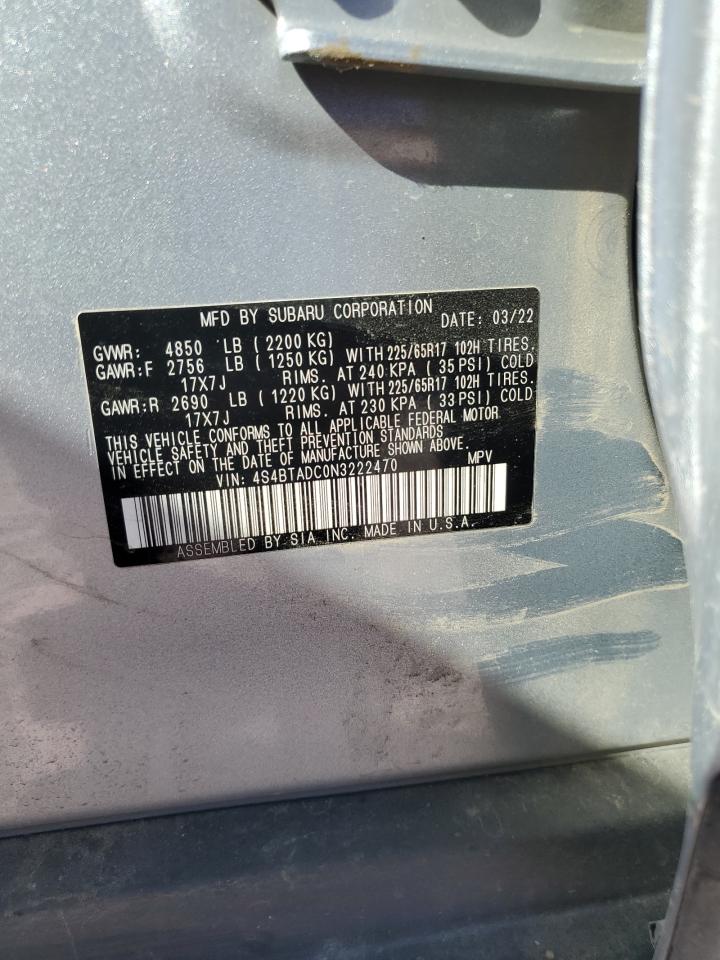 MFD BY SUBARU CORPORATION DATE: 03/22
GVWR: 4850 LB ( 2200 KG)
GAWR:F 2756 LB ( 1250 KG) WITH 225/65R17 102H TIRES.
17X7J RIMS. AT 240 KPA ( 35 PSI) COLD
GAWR:R 2690 LB ( 1220 KG) WITH 225/65R17 102H TIRES.
17X7J RIMS. AT 230 KPA ( 33 PSI) COLD
THIS VEHICLE CONFORMS TO ALL APPLICABLE FEDERAL MOTOR
VEHICLE SAFETY AND THEFT PREVENTION STANDARDS
IN EFFECT ON THE DATE OF MANUFACTURE SHOWN ABOVE.
VIN: 4S4BTADC0N3222470 MPV
ASSEMBLED BY SIA, INC. MADE IN U.S.A.